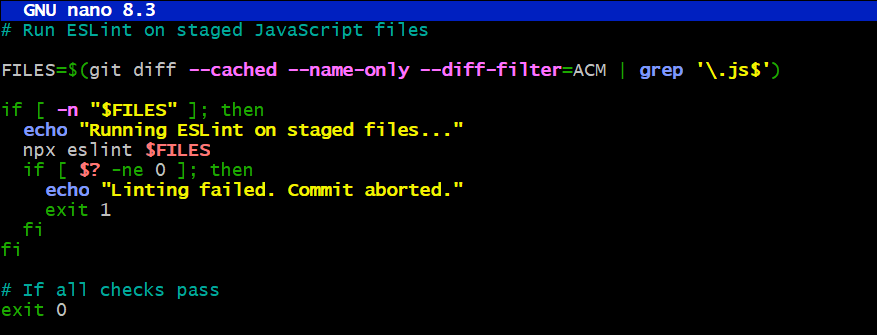 GNU nano 8.3
# Run ESLint on staged JavaScript files
FILES=$(git diff --cached --name-only --diff-filter=ACM | grep '\.js$')
if [ -n "$FILES" ]; then
  echo "Running ESLint on staged files..."
  npx eslint $FILES
  if [ $? -ne 0 ]; then
    echo "Linting failed. Commit aborted."
    exit 1
  fi
fi
# If all checks pass
exit 0